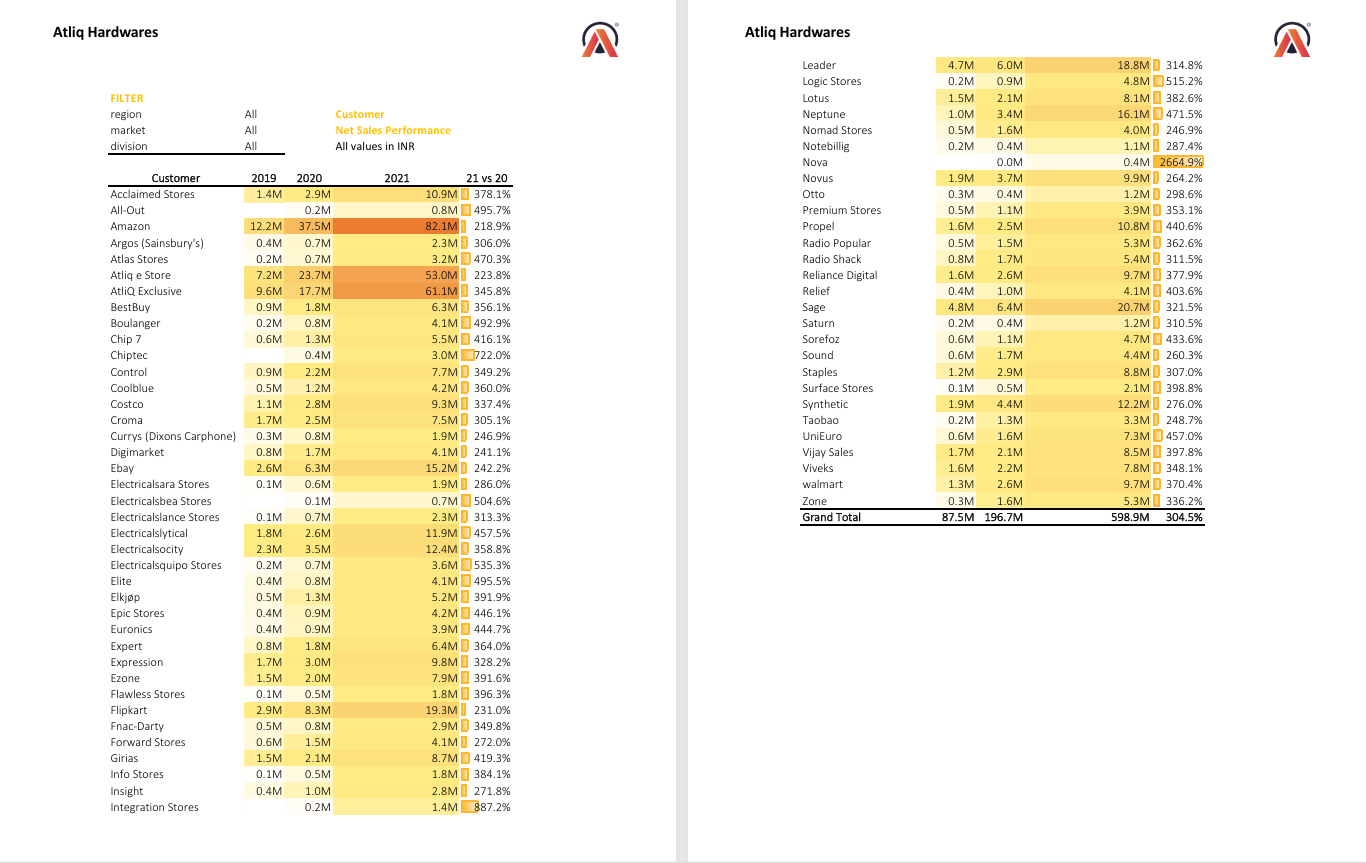 Atliq Hardwares
FILTER
region All Customer
market All Net Sales Performance
division All All values in INR
Customer 2019 2020 2021 21 vs 20
Acclaimed Stores 1.4M 2.9M 10.9M 378.1%
All-Out 0.2M 0.8M 495.7%
Amazon 12.2M 37.5M 82.1M 218.9%
Argos (Sainsbury's) 0.4M 0.7M 2.3M 306.0%
Atlas Stores 0.2M 0.7M 3.2M 470.3%
Atliq e Store 7.2M 23.7M 53.0M 223.8%
AtliQ Exclusive 9.6M 17.7M 61.1M 345.8%
BestBuy 0.9M 1.8M 6.3M 356.1%
Boulanger 0.2M 0.8M 4.1M 492.9%
Chip 7 0.6M 1.3M 5.5M 416.1%
Chiptec 0.4M 3.0M 722.0%
Control 0.9M 2.2M 7.7M 349.2%
Coolblue 0.5M 1.2M 4.2M 360.0%
Costco 1.1M 2.8M 9.3M 337.4%
Croma 1.7M 2.5M 7.5M 305.1%
Currys (Dixons Carphone) 0.3M 0.8M 1.9M 246.9%
Digimarket 0.8M 1.7M 4.1M 241.1%
Ebay 2.6M 6.3M 15.2M 242.2%
Electricalsara Stores 0.1M 0.6M 1.9M 286.0%
Electricalsbea Stores 0.1M 0.7M 504.6%
Electricalslance Stores 0.1M 0.7M 2.3M 313.3%
Electricalslytical 1.8M 2.6M 11.9M 457.5%
Electricalsocity 2.3M 3.5M 12.4M 358.8%
Electricalsquipo Stores 0.2M 0.7M 3.6M 535.3%
Elite 0.4M 0.8M 4.1M 495.5%
Elkjøp 0.5M 1.3M 5.2M 391.9%
Epic Stores 0.4M 0.9M 4.2M 446.1%
Euronics 0.4M 0.9M 3.9M 444.7%
Expert 0.8M 1.8M 6.4M 364.0%
Expression 1.7M 3.0M 9.8M 328.2%
Ezone 1.5M 2.0M 7.9M 391.6%
Flawless Stores 0.1M 0.5M 1.8M 396.3%
Flipkart 2.9M 8.3M 19.3M 231.0%
Fnac-Darty 0.5M 0.8M 2.9M 349.8%
Forward Stores 0.6M 1.5M 4.1M 272.0%
Girias 1.5M 2.1M 8.7M 419.3%
Info Stores 0.1M 0.5M 1.8M 384.1%
Insight 0.4M 1.0M 2.8M 271.8%
Integration Stores 0.2M 1.4M 887.2%
Atliq Hardwares
Leader 4.7M 6.0M 18.8M 314.8%
Logic Stores 0.2M 0.9M 4.8M 515.2%
Lotus 1.5M 2.1M 8.1M 382.6%
Neptune 1.0M 3.4M 16.1M 471.5%
Nomad Stores 0.5M 1.6M 4.0M 246.9%
Notebillig 0.2M 0.4M 1.1M 287.4%
Nova 0.0M 0.4M 2664.9%
Novus 1.9M 3.7M 9.9M 264.2%
Otto 0.3M 0.4M 1.2M 298.6%
Premium Stores 0.5M 1.1M 3.9M 353.1%
Propel 1.6M 2.5M 10.8M 440.6%
Radio Popular 0.5M 1.5M 5.3M 362.6%
Radio Shack 0.8M 1.7M 5.4M 311.5%
Reliance Digital 1.6M 2.6M 9.7M 377.9%
Relief 0.4M 1.0M 4.1M 403.6%
Sage 4.8M 6.4M 20.7M 321.5%
Saturn 0.2M 0.4M 1.2M 310.5%
Sorefoz 0.6M 1.1M 4.7M 433.6%
Sound 0.6M 1.7M 4.4M 260.3%
Staples 1.2M 2.9M 8.8M 307.0%
Surface Stores 0.1M 0.5M 2.1M 398.8%
Synthetic 1.9M 4.4M 12.2M 276.0%
Taobao 0.2M 1.3M 3.3M 248.7%
UniEuro 0.6M 1.6M 7.3M 457.0%
Vijay Sales 1.7M 2.1M 8.5M 397.8%
Viveks 1.6M 2.2M 7.8M 348.1%
walmart 1.3M 2.6M 9.7M 370.4%
Zone 0.3M 1.6M 5.3M 336.2%
Grand Total 87.5M 196.7M 598.9M 304.5%